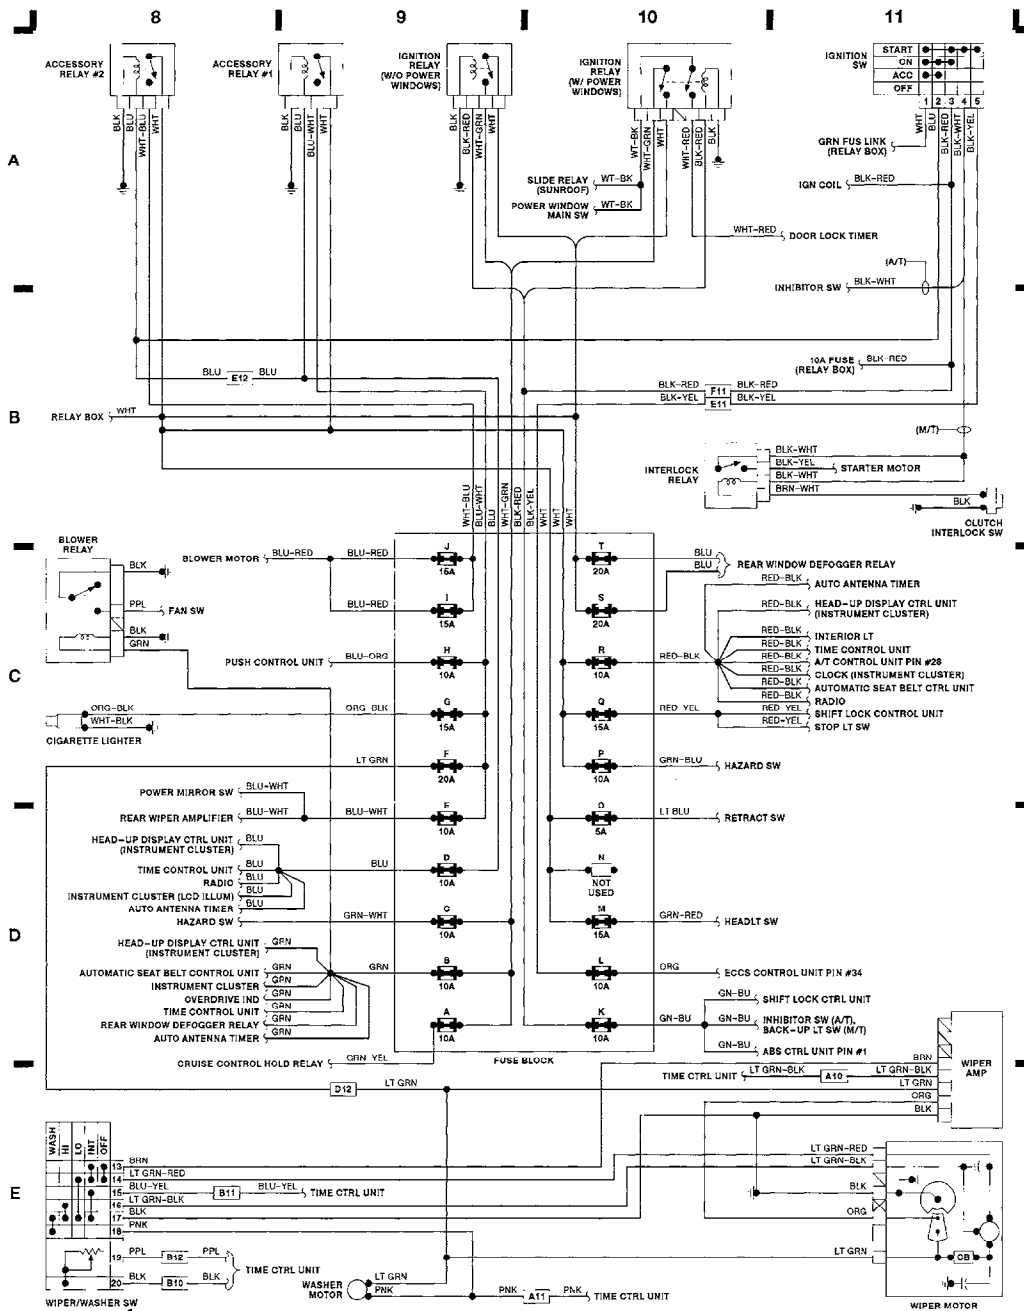 8 9 10 11
ACCESSORY RELAY #2
ACCESSORY RELAY #1
IGNITION RELAY (W/O POWER WINDOWS)
IGNITION RELAY (W/ POWER WINDOWS)
IGNITION SW
START
ON
ACC
OFF
1 2 3 4 5
BLK
BLU
WHT-BLU
WHT
BLK
BLU
BLU-WHT
WHT
BLK
BLK-RED
WHT-GRN
WHT
WT-BK
WHT-GRN
WHT
WHT-RED
BLK-RED
BLK
WHT
BLU
BLK-RED
BLK-WHT
BLK-YEL
A
GRN FUS LINK (RELAY BOX)
SLIDE RELAY (SUNROOF) WT-BK
IGN COIL BLK-RED
POWER WINDOW MAIN SW WT-BK
WHT-RED DOOR LOCK TIMER
(A/T)
INHIBITOR SW BLK-WHT
10A FUSE (RELAY BOX) BLK-RED
BLU E12 BLU
BLK-RED F11 BLK-RED
BLK-YEL E11 BLK-YEL
B
RELAY BOX WHT
(M/T)
INTERLOCK RELAY
BLK-WHT
BLK-YEL STARTER MOTOR
BLK-WHT
BRN-WHT
BLK
CLUTCH INTERLOCK SW
WHT-BLU
BLU-WHT
BLU
WHT-GRN
BLK-RED
BLK-YEL
WHT
WHT
WHT
BLOWER RELAY
BLK
PPL FAN SW
BLK
GRN
BLOWER MOTOR BLU-RED BLU-RED J 15A
BLU-RED I 15A
PUSH CONTROL UNIT BLU-ORG H 10A
C
ORG-BLK ORG BLK G 15A
WHT-BLK
CIGARETTE LIGHTER
LT GRN F 20A
POWER MIRROR SW BLU-WHT
REAR WIPER AMPLIFIER BLU-WHT BLU-WHT E 10A
HEAD-UP DISPLAY CTRL UNIT (INSTRUMENT CLUSTER) BLU
TIME CONTROL UNIT BLU BLU D 10A
RADIO BLU
INSTRUMENT CLUSTER (LCD ILLUM) BLU
AUTO ANTENNA TIMER BLU
HAZARD SW GRN-WHT C 10A
D
HEAD-UP DISPLAY CTRL UNIT (INSTRUMENT CLUSTER) GRN
AUTOMATIC SEAT BELT CONTROL UNIT GRN GRN B 10A
INSTRUMENT CLUSTER GRN
OVERDRIVE IND GRN
TIME CONTROL UNIT GRN
REAR WINDOW DEFOGGER RELAY GRN
AUTO ANTENNA TIMER GRN
A 10A
CRUISE CONTROL HOLD RELAY GRN YEL
FUSE BLOCK
T 20A BLU
BLU
REAR WINDOW DEFOGGER RELAY
S 20A
RED-BLK AUTO ANTENNA TIMER
RED-BLK HEAD-UP DISPLAY CTRL UNIT (INSTRUMENT CLUSTER)
RED-BLK INTERIOR LT
RED-BLK TIME CONTROL UNIT
R 10A RED-BLK RED-BLK A/T CONTROL UNIT PIN #28
RED-BLK CLOCK (INSTRUMENT CLUSTER)
RED-BLK AUTOMATIC SEAT BELT CTRL UNIT
RED-BLK RADIO
Q 15A RED YEL RED YEL SHIFT LOCK CONTROL UNIT
RED-YEL STOP LT SW
P 10A GRN-BLU HAZARD SW
O 5A LT BLU RETRACT SW
N NOT USED
M 15A GRN-RED HEADLT SW
L 10A ORG ECCS CONTROL UNIT PIN #34
GN-BU SHIFT LOCK CTRL UNIT
K 10A GN-BU GN-BU INHIBITOR SW (A/T), BACK-UP LT SW (M/T)
GN-BU ABS CTRL UNIT PIN #1
BRN
TIME CTRL UNIT LT GRN-BLK A10 LT GRN-BLK
LT GRN
ORG
BLK
WIPER AMP
D12 LT GRN
E
WASH
HI
LO
INT
OFF
13 BRN
14 LT GRN-RED
15 BLU-YEL B11 BLU-YEL TIME CTRL UNIT
16 LT GRN-BLK
17 BLK
18 PNK
19 PPL B12 PPL
20 BLK B10 BLK
TIME CTRL UNIT
WIPER/WASHER SW
WASHER MOTOR
LT GRN
PNK PNK A11 PNK TIME CTRL UNIT
LT GRN-RED
LT GRN-BLK
BLK
ORG
LT GRN
CB
WIPER MOTOR